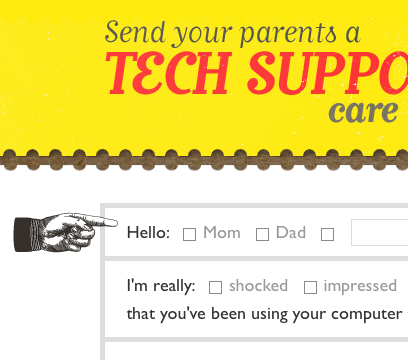 Send your parents a
TECH SUPPO
care
Hello: Mom Dad
I'm really: shocked impressed
that you've been using your computer